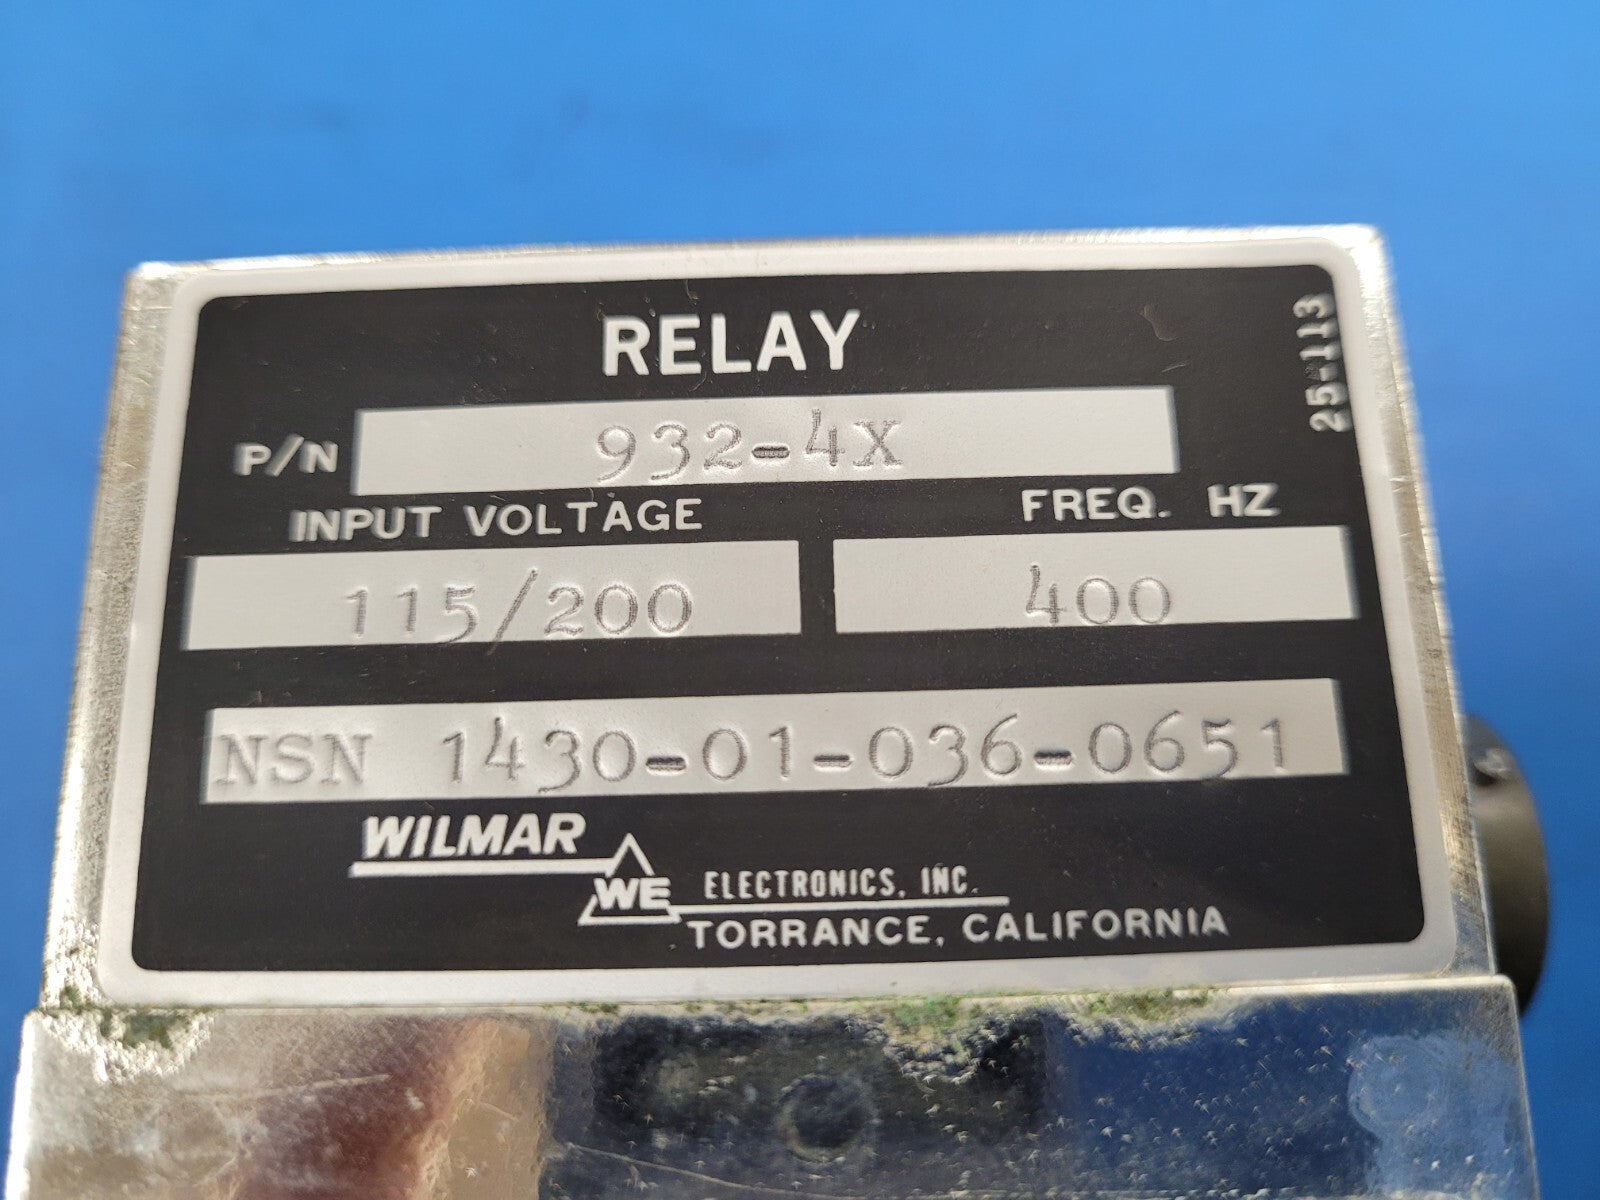 RELAY
25-113
P/N 932-4X
INPUT VOLTAGE FREQ. HZ
115/200 400
NSN 1430-01-036-0651
WILMAR
WE ELECTRONICS, INC.
TORRANCE, CALIFORNIA